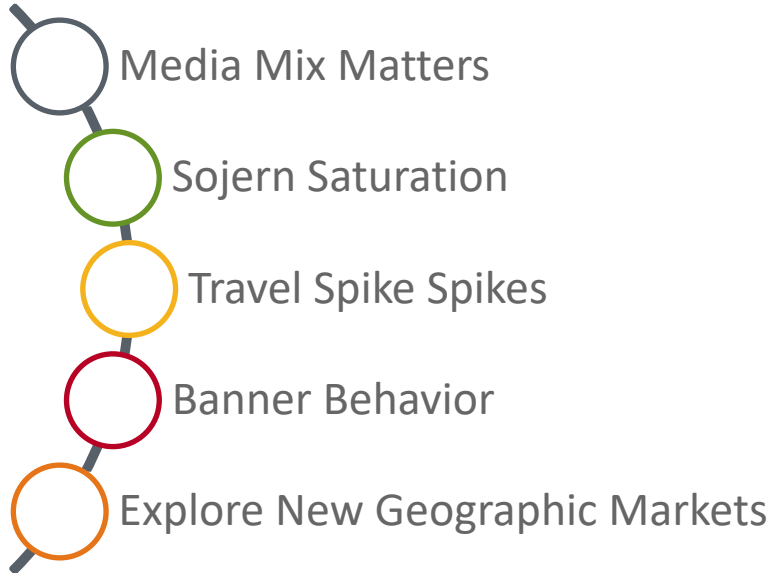 Media Mix Matters
Sojern Saturation
Travel Spike Spikes
Banner Behavior
Explore New Geographic Markets